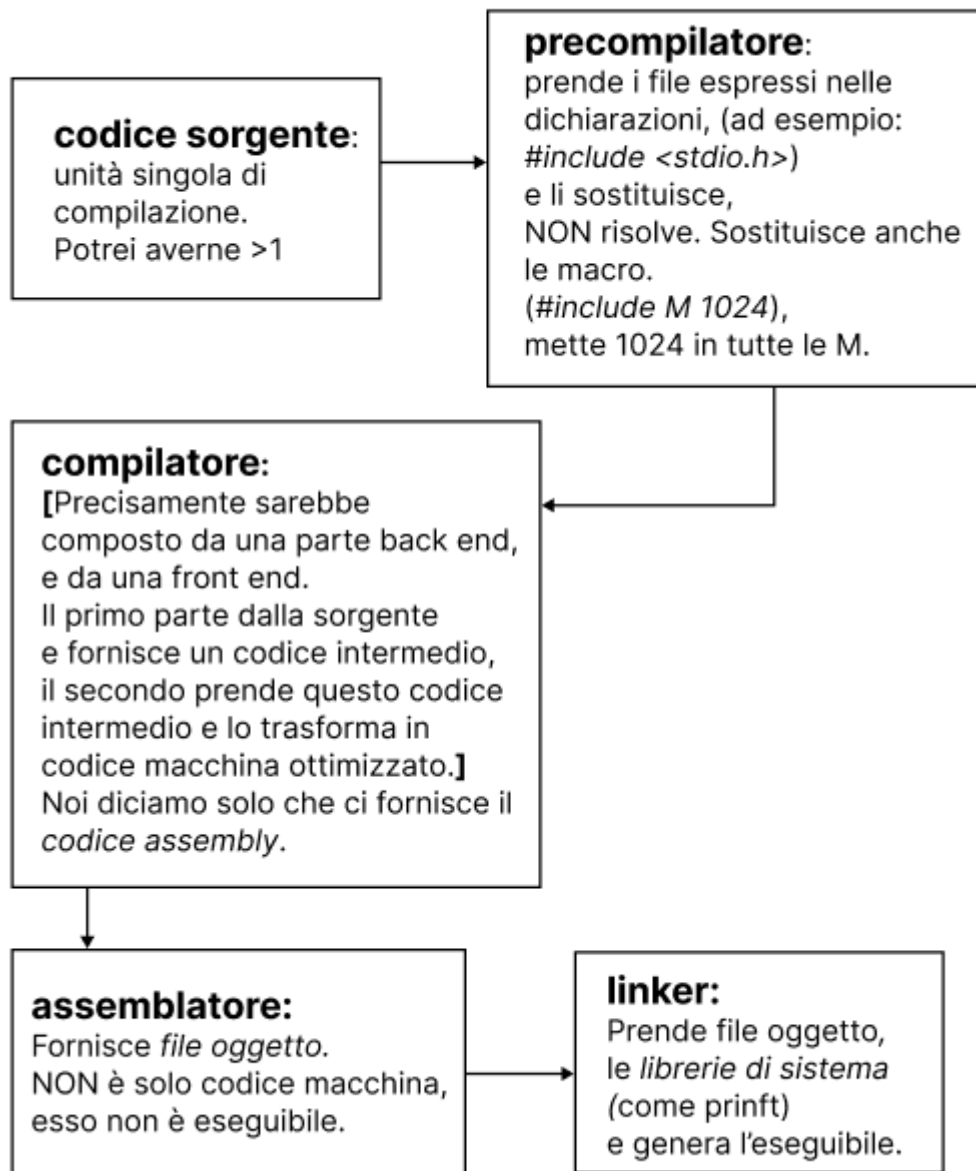 codice sorgente:
unità singola di
compilazione.
Potrei averne >1
precompilatore:
prende i file espressi nelle
dichiarazioni, (ad esempio:
#include <stdio.h>)
e li sostituisce,
NON risolve. Sostituisce anche
le macro.
(#include M 1024),
mette 1024 in tutte le M.
compilatore:
[Precisamente sarebbe
composto da una parte back end,
e da una front end.
Il primo parte dalla sorgente
e fornisce un codice intermedio,
il secondo prende questo codice
intermedio e lo trasforma in
codice macchina ottimizzato.]
Noi diciamo solo che ci fornisce il
codice assembly.
assemblatore:
Fornisce file oggetto.
NON è solo codice macchina,
esso non è eseguibile.
linker:
Prende file oggetto,
le librerie di sistema
(come prinft)
e genera l'eseguibile.